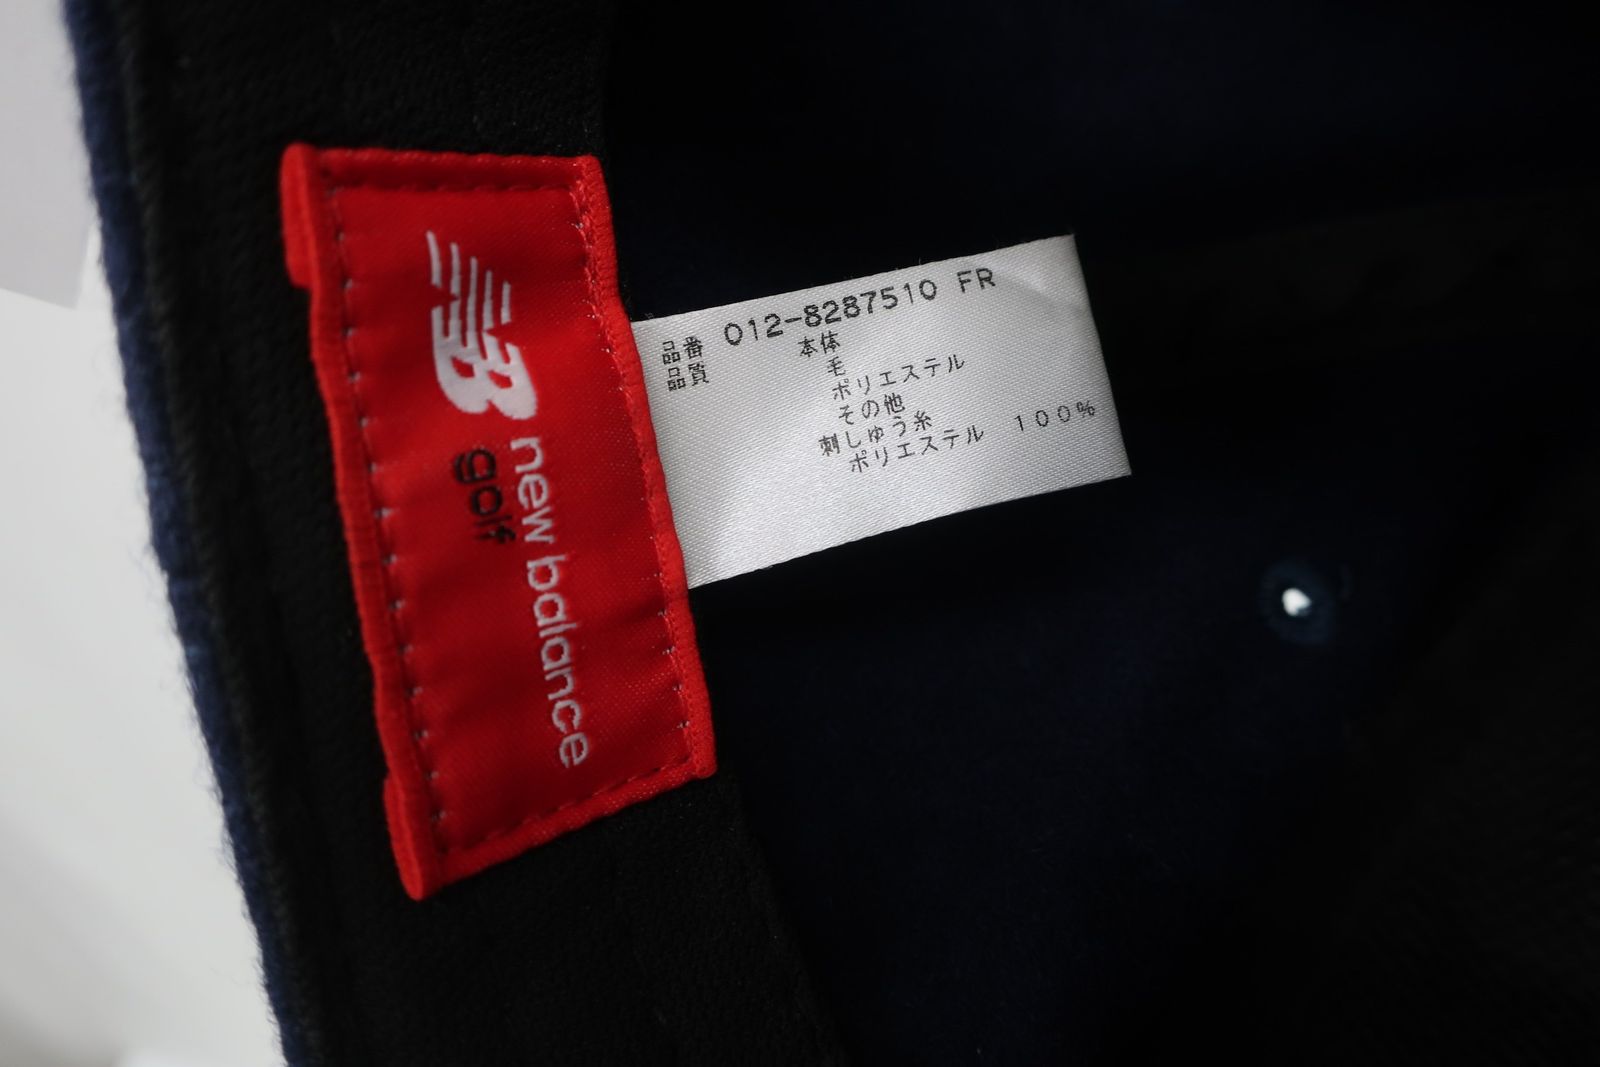 NB
new balance
golf
品番 012-8287510 FR
品質 本体
毛
ポリエステル
その他
刺しゅう糸
ポリエステル 100%